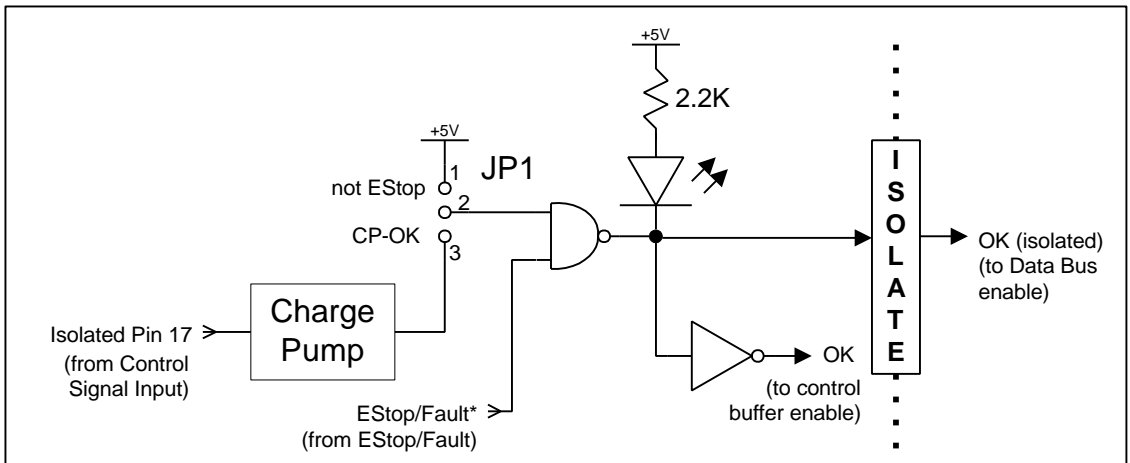 +5V
2.2K
+5V
JP1
1
not EStop
2
CP-OK
3
Charge
Pump
Isolated Pin 17
(from Control
Signal Input)
EStop/Fault*
(from EStop/Fault)
OK
(to control
buffer enable)
ISOLATE
OK (isolated)
(to Data Bus
enable)